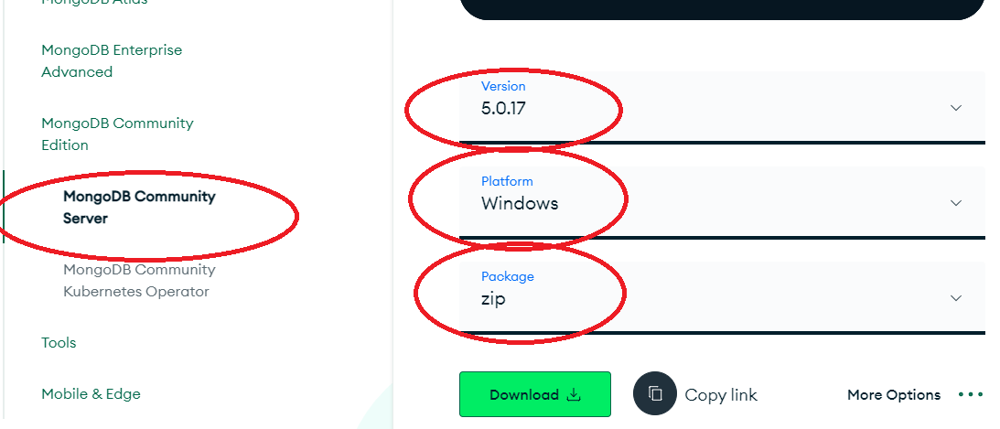 MongoDB Atlas
MongoDB Enterprise
Advanced
MongoDB Community
Edition
MongoDB Community
Server
MongoDB Community
Kubernetes Operator
Tools
Mobile & Edge
Version
5.0.17
Platform
Windows
Package
zip
Download
Copy link
More Options